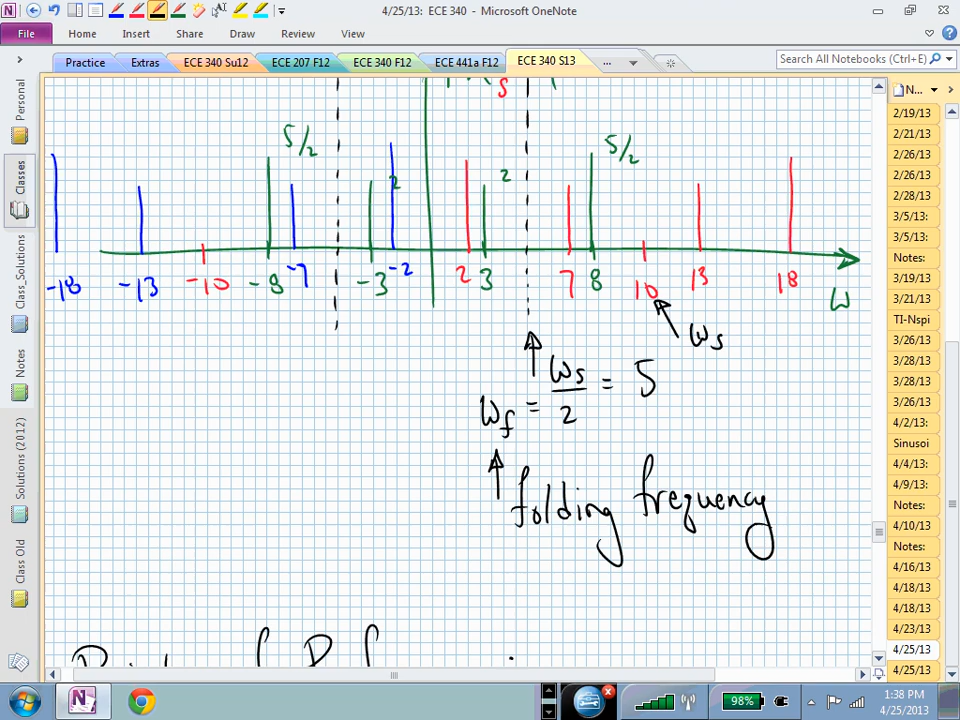 4/25/13: ECE 340 - Microsoft OneNote
File Home Insert Share Draw Review View
Practice Extras ECE 340 Su12 ECE 207 F12 ECE 340 F12 ECE 441a F12 ECE 340 S13 ...
Search All Notebooks (Ctrl+E)
Personal
Classes
Class_Solutions
Notes
Solutions (2012)
Class Old
N...
2/19/13
2/21/13
2/26/13
2/26/13
2/28/13
3/5/13:
3/5/13:
Notes:
3/19/13
3/21/13
TI-Nspi
3/26/13
3/28/13
3/28/13
3/26/13
4/2/13:
Sinusoi
4/4/13:
4/9/13:
Notes:
4/10/13
Notes:
4/16/13
4/18/13
4/18/13
4/23/13
4/25/13
4/25/13
5/2 5/2
2 2
-18 -13 -10 -8 -7 -3 -2 2 3 7 8 10 13 18 w
ws
wf = ws/2 = 5
folding frequency
98%
1:38 PM
4/25/2013